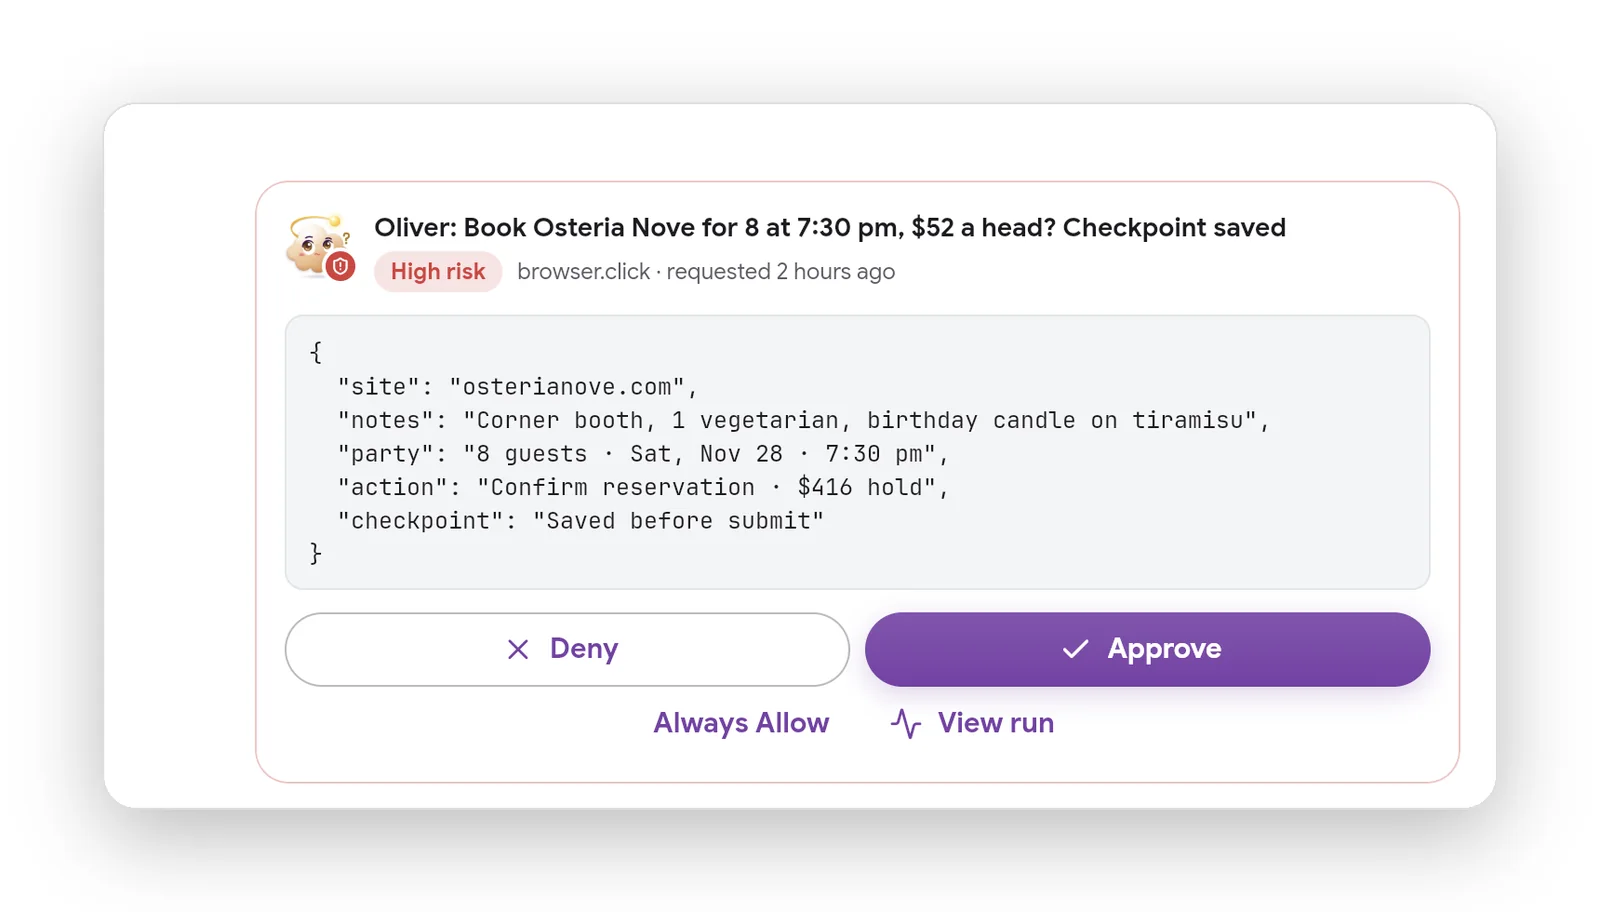 Oliver: Book Osteria Nove for 8 at 7:30 pm, $52 a head? Checkpoint saved
High risk browser.click · requested 2 hours ago
{
  "site": "osterianove.com",
  "notes": "Corner booth, 1 vegetarian, birthday candle on tiramisu",
  "party": "8 guests · Sat, Nov 28 · 7:30 pm",
  "action": "Confirm reservation · $416 hold",
  "checkpoint": "Saved before submit"
}
Deny Approve
Always Allow View run